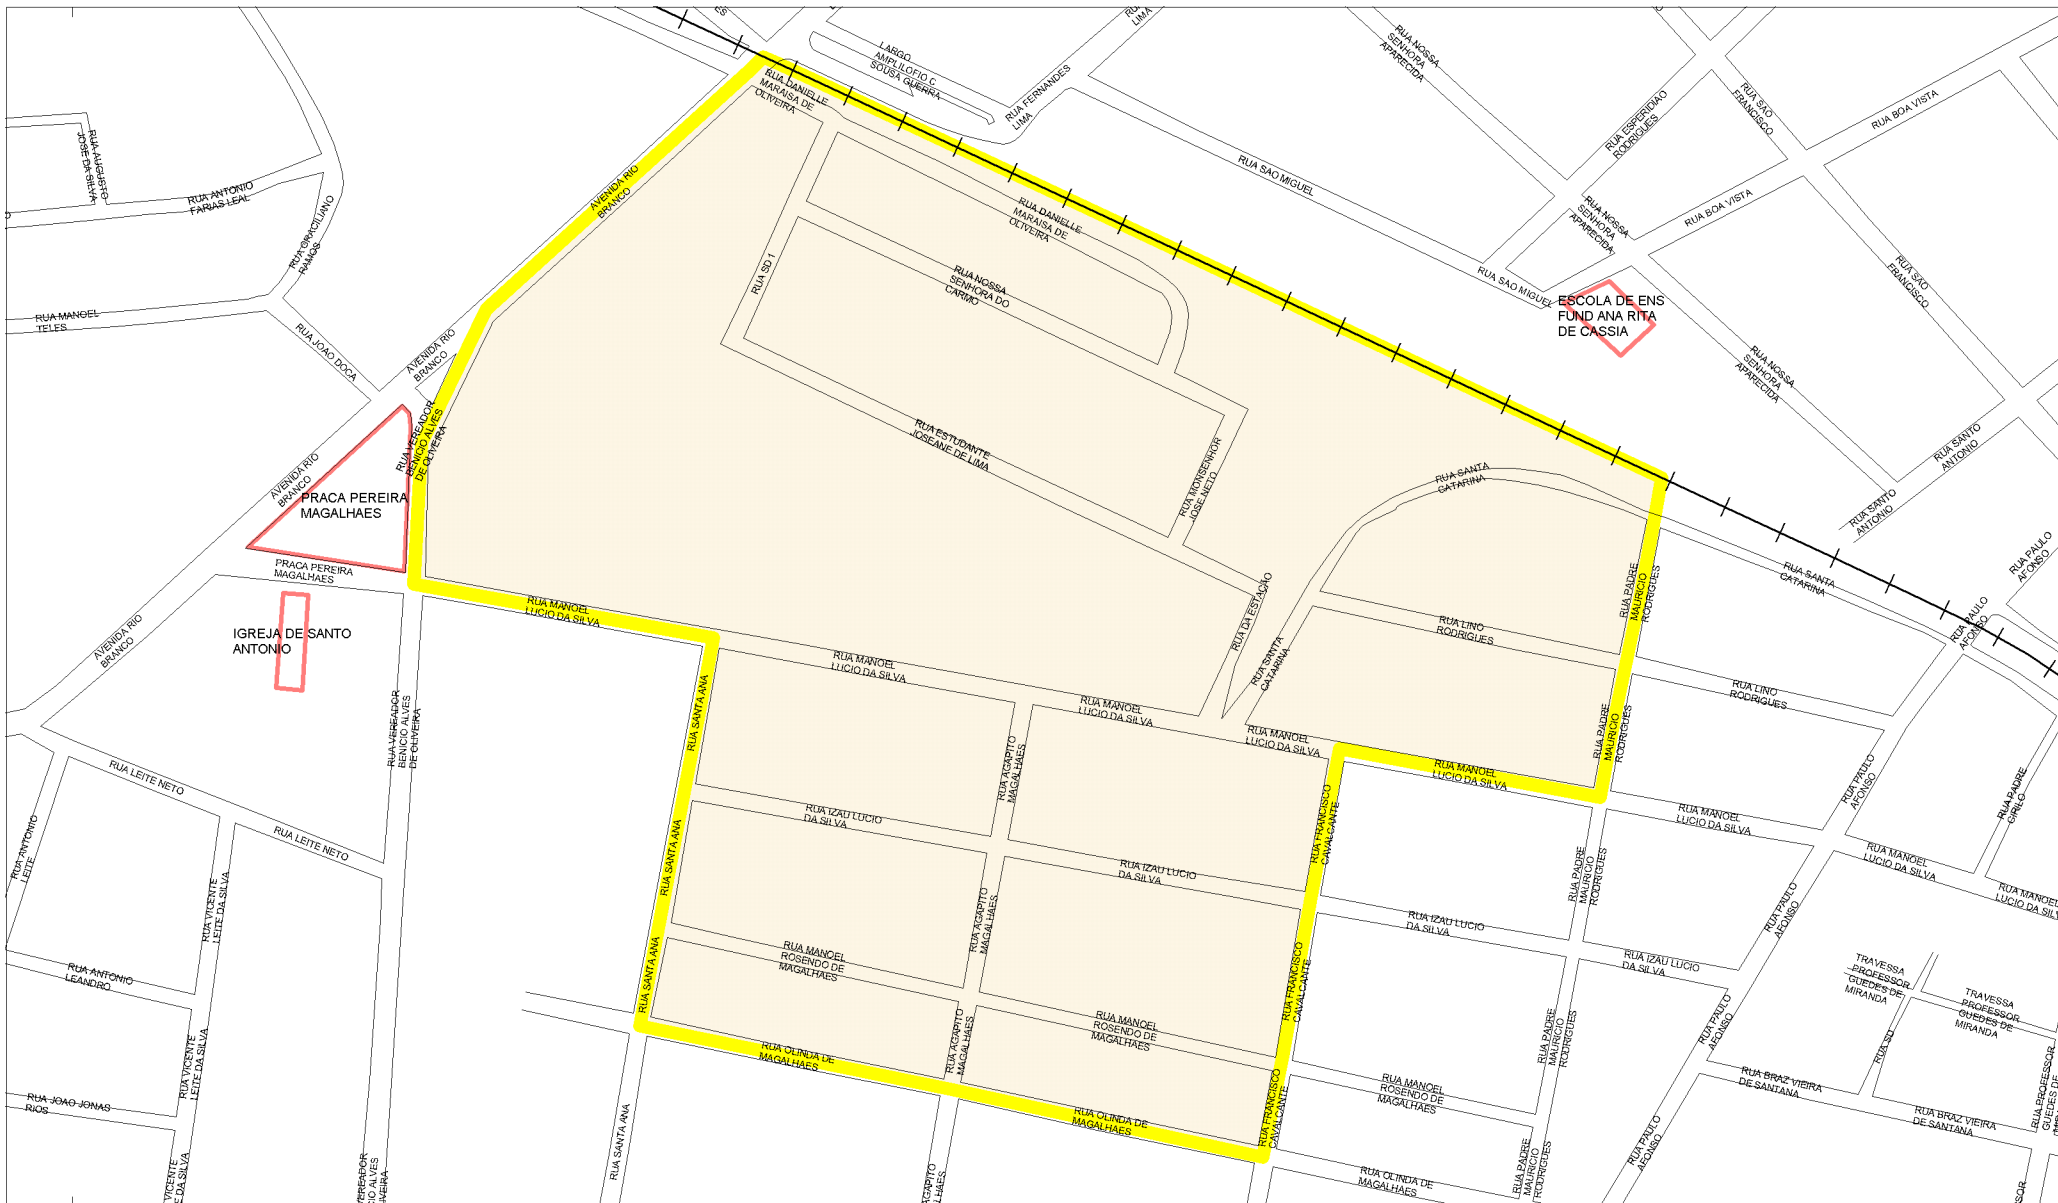 ES
LARGO
AMPLILOFIO C
SOUSA GUERRA
RUA FERNANDES
LIMA
LIMA
RUA NOSSA
SENHORA
APARECIDA
RUA ESPERIDIAO
RODRIGUES
RUA SAO
FRANCISCO
RUA BOA VISTA
RUA DANIELLE
MARAISA DE
OLIVEIRA
RUA AUGUSTO
JOSE DA SILVA
RUA ANTONIO
FARIAS LEAL
RUA GRACILIANO
RAMOS
AVENIDA RIO
BRANCO
RUA SAO MIGUEL
RUA BOA VISTA
RUA NOSSA
SENHORA
APARECIDA
RUA DANIELLE
MARAISA DE
OLIVEIRA
RUA SD 1
RUA NOSSA
SENHORA DO
CARMO
RUA SAO MIGUEL
RUA SAO
FRANCISCO
ESCOLA DE ENS
FUND ANA RITA
DE CASSIA
RUA MANOEL
TELES
RUA JOAO DOCA
AVENIDA RIO
BRANCO
RUA NOSSA
SENHORA
APARECIDA
RUA VEREADOR
BENICIO ALVES
DE OLIVEIRA
RUA ESTUDANTE
JOSEANE DE LIMA
RUA MONSENHOR
JOSE NETO
RUA SANTA
CATARINA
RUA SANTO
ANTONIO
AVENIDA RIO
BRANCO
PRACA PEREIRA
MAGALHAES
RUA SANTO
ANTONIO
PRACA PEREIRA
MAGALHAES
RUA PAULO
AFONSO
RUA MANOEL
LUCIO DA SILVA
RUA DA ESTAÇÃO
RUA PADRE
MAURICIO
RODRIGUES
RUA SANTA
CATARINA
RUA LINO
RODRIGUES
RUA PAULO
AFONSO
AVENIDA RIO
BRANCO
IGREJA DE SANTO
ANTONIO
RUA MANOEL
LUCIO DA SILVA
RUA SANTA
CATARINA
RUA LINO
RODRIGUES
RUA VEREADOR
BENICIO ALVES
DE OLIVEIRA
RUA SANTA ANA
RUA MANOEL
LUCIO DA SILVA
RUA MANOEL
LUCIO DA SILVA
RUA PADRE
MAURICIO
RODRIGUES
RUA LEITE NETO
RUA AGAPITO
MAGALHAES
RUA MANOEL
LUCIO DA SILVA
RUA PAULO
AFONSO
RUA PADRE
CIRILO
RUA IZAU LUCIO
DA SILVA
RUA FRANCISCO
CAVALCANTE
RUA MANOEL
LUCIO DA SILVA
RUA LEITE NETO
RUA ANTONIO
LEITE
RUA SANTA ANA
RUA IZAU LUCIO
DA SILVA
RUA PADRE
MAURICIO
RODRIGUES
RUA MANOEL
LUCIO DA SILVA
RUA MANOEL
LUCIO DA SILV
RUA VICENTE
LEITE DA SILVA
RUA AGAPITO
MAGALHAES
RUA IZAU LUCIO
DA SILVA
RUA PAULO
AFONSO
RUA ANTONIO
LEANDRO
RUA SANTA ANA
RUA MANOEL
ROSENDO DE
MAGALHAES
RUA FRANCISCO
CAVALCANTE
RUA IZAU LUCIO
DA SILVA
TRAVESSA
PROFESSOR
GUEDES DE
MIRANDA
TRAVESSA
PROFESSOR
GUEDES DE
MIRANDA
RUA VICENTE
LEITE DA SILVA
RUA OLINDA DE
MAGALHAES
RUA AGAPITO
MAGALHAES
RUA MANOEL
ROSENDO DE
MAGALHAES
RUA PADRE
MAURICIO
RODRIGUES
RUA PAULO
AFONSO
RUA SD
RUA JOAO JONAS
RIOS
RUA SANTA ANA
RUA OLINDA DE
MAGALHAES
RUA FRANCISCO
CAVALCANTE
RUA MANOEL
ROSENDO DE
MAGALHAES
RUA BRAZ VIEIRA
DE SANTANA
RUA BRAZ VIEIRA
DE SANTANA
RUA PROFESSOR
GUEDES DE
VICENTE
E DA SILVA
EREADOR
CIO ALVES
IVEIRA
AGAPITO
LHAES
RUA OLINDA DE
MAGALHAES
RUA PADRE
MAURICIO
RODRIGUES
RUA PAULO
AFONSO
SOR